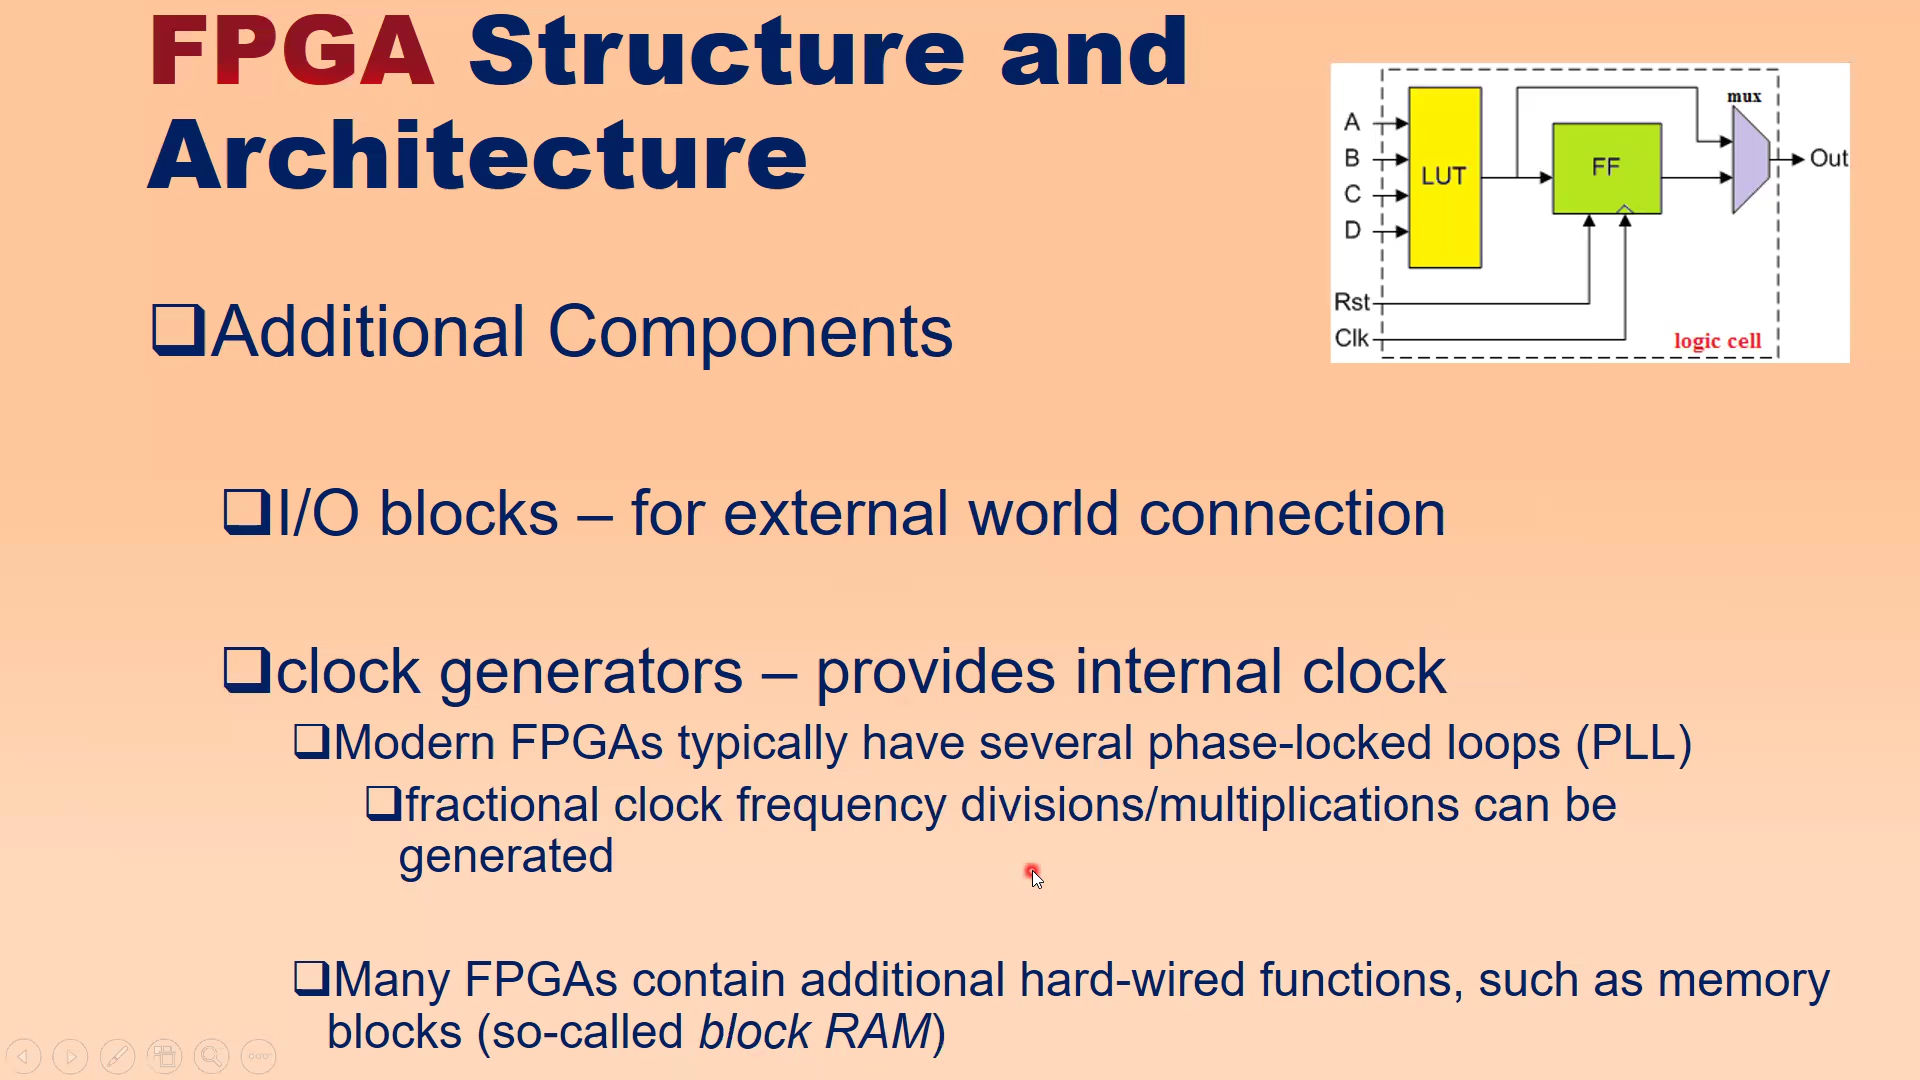 FPGA Structure and
Architecture
mux
A
B
C
D
LUT
FF
Out
Rst
Clk
logic cell
Additional Components
I/O blocks – for external world connection
clock generators – provides internal clock
Modern FPGAs typically have several phase-locked loops (PLL)
fractional clock frequency divisions/multiplications can be
generated
Many FPGAs contain additional hard-wired functions, such as memory
blocks (so-called block RAM)